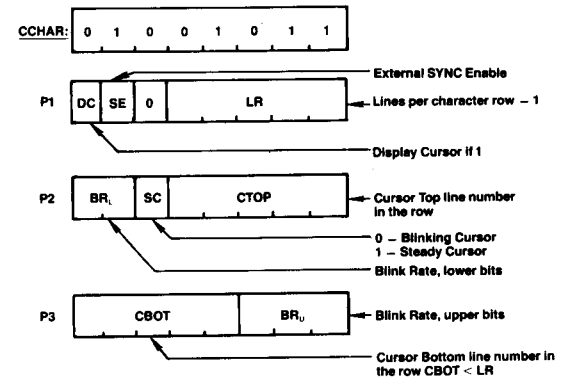 CCHAR: 0 1 0 0 1 0 1 1
External SYNC Enable
P1 DC SE 0 LR Lines per character row – 1
Display Cursor if 1
P2 BRL SC CTOP Cursor Top line number
in the row
0 – Blinking Cursor
1 – Steady Cursor
Blink Rate, lower bits
P3 CBOT BRU Blink Rate, upper bits
Cursor Bottom line number in
the row CBOT < LR